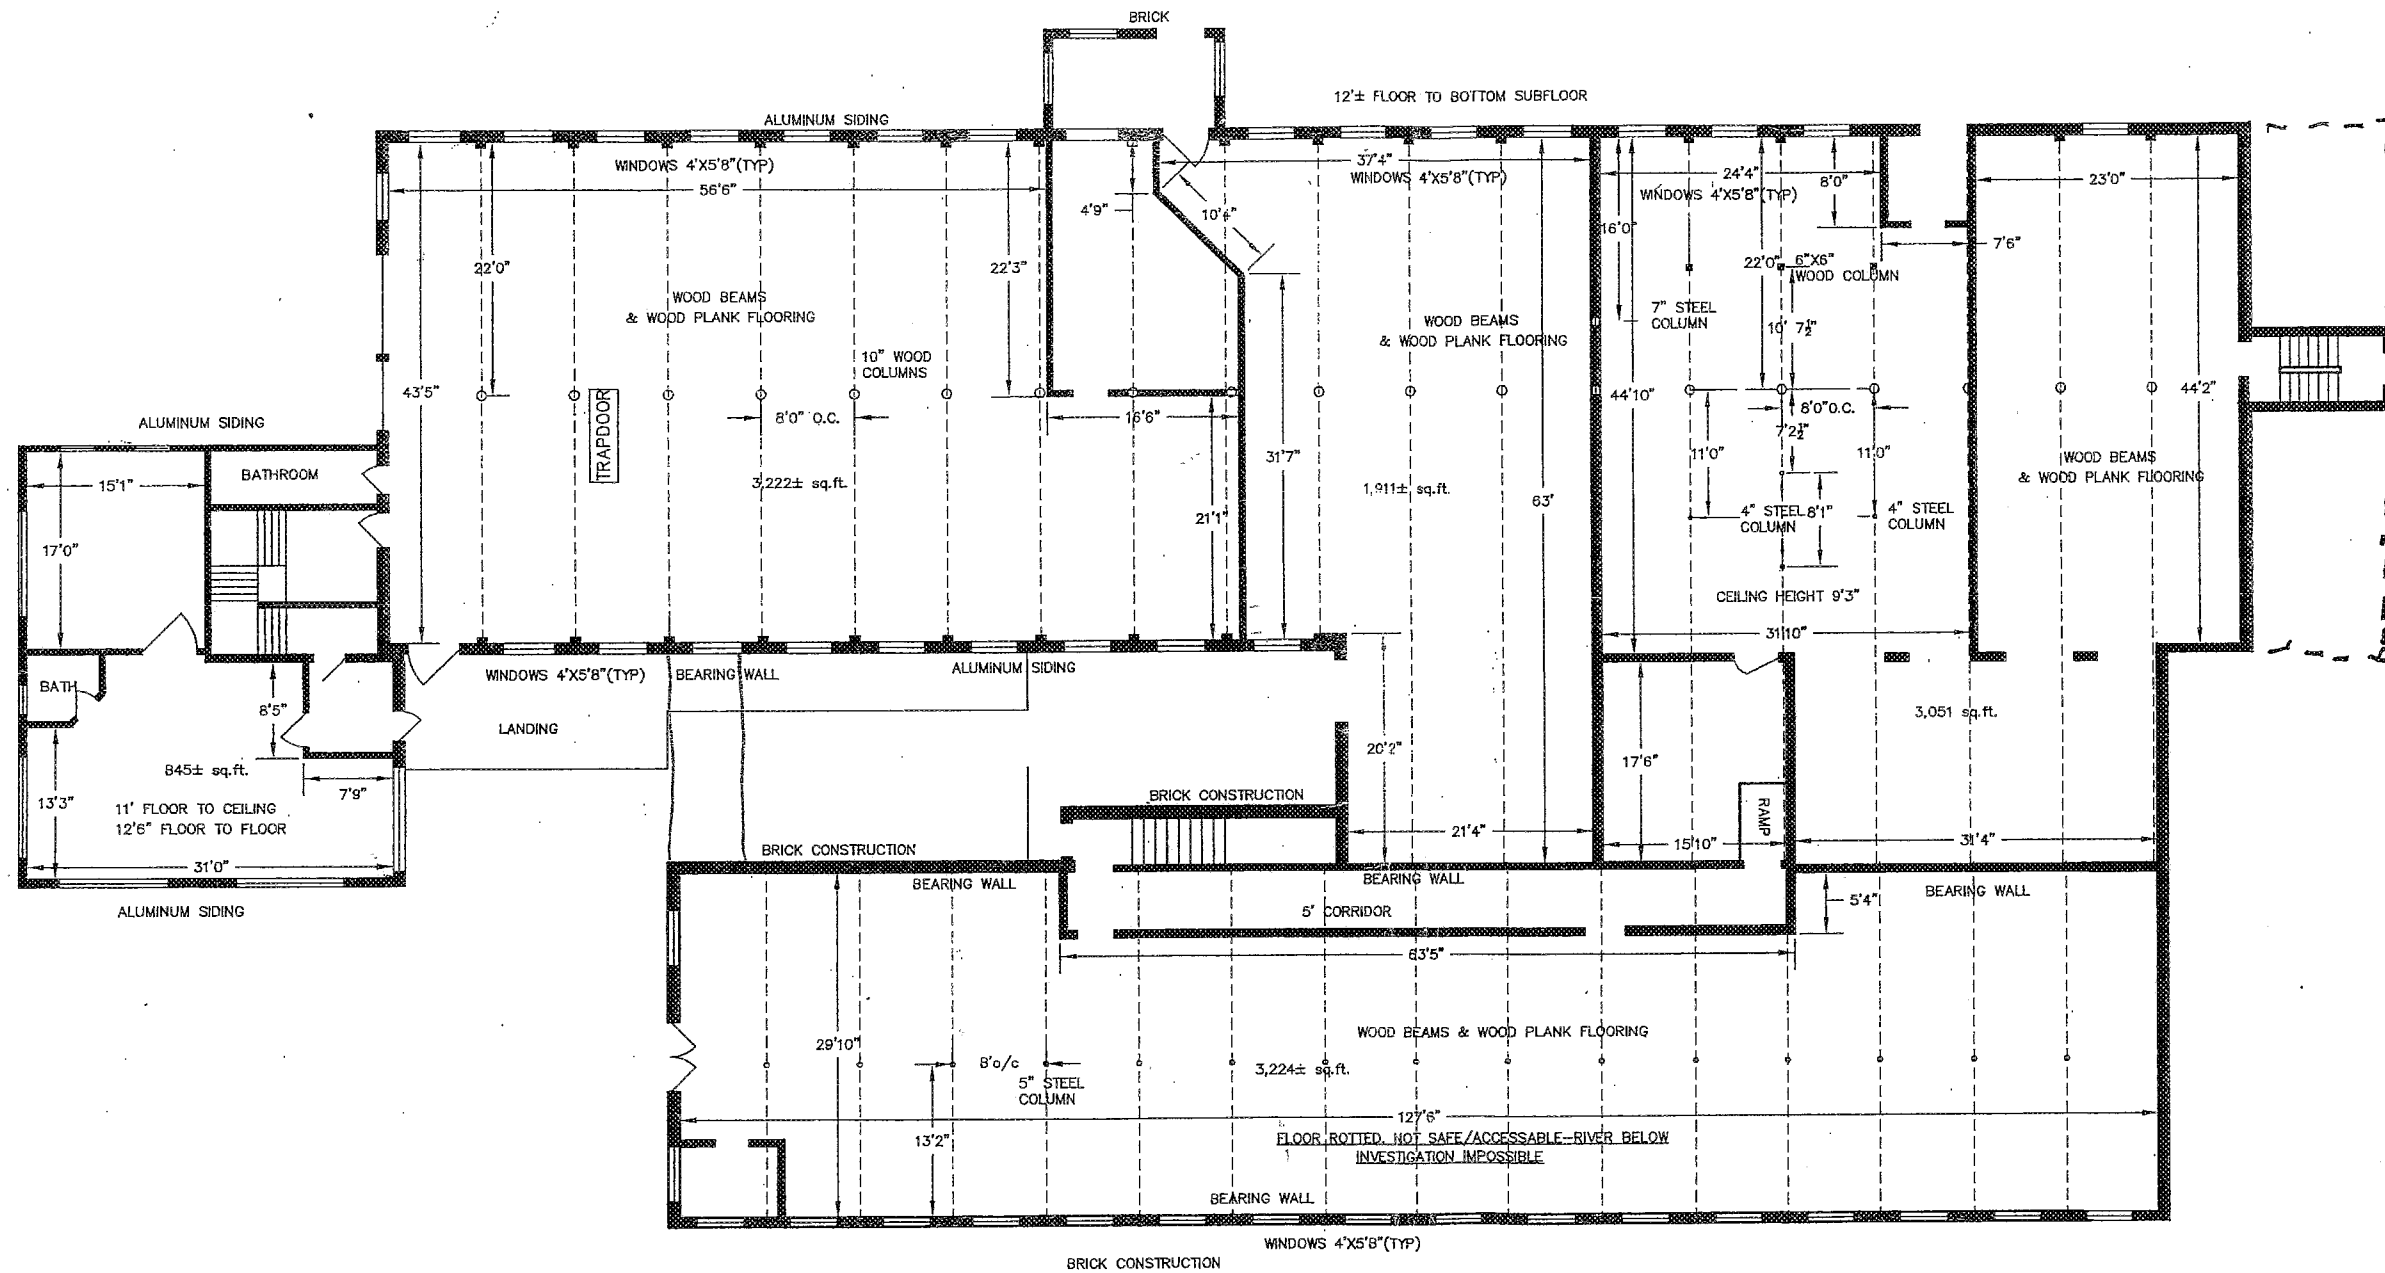 BRICK
12'± FLOOR TO BOTTOM SUBFLOOR
ALUMINUM SIDING
WINDOWS 4'X5'8"(TYP)
56'6"
37'4"
WINDOWS 4'X5'8"(TYP)
24'4"
WINDOWS 4'X5'8"(TYP)
8'0"
23'0"
4'9"
10'4"
16'0"
7'6"
22'0"
22'3"
22'0"
6"X6"
WOOD COLUMN
WOOD BEAMS
& WOOD PLANK FLOORING
7" STEEL
COLUMN
10' 7½"
WOOD BEAMS
& WOOD PLANK FLOORING
10" WOOD
COLUMNS
43'5"
44'10"
44'2"
TRAPDOOR
8'0" O.C.
16'6"
8'0"O.C.
7'2½"
ALUMINUM SIDING
BATHROOM
15'1"
31'7"
11'0"
11'0"
WOOD BEAMS
& WOOD PLANK FLOORING
3,222± sq.ft.
1,911± sq.ft.
63'
21'1"
4" STEEL
COLUMN
8'1"
4" STEEL
COLUMN
17'0"
CEILING HEIGHT 9'3"
31'10"
WINDOWS 4'X5'8"(TYP)
BEARING WALL
ALUMINUM SIDING
BATH
8'5"
LANDING
3,051 sq.ft.
20'2"
17'6"
845± sq.ft.
7'9"
13'3"
11' FLOOR TO CEILING
12'6" FLOOR TO FLOOR
BRICK CONSTRUCTION
RAMP
21'4"
15'10"
31'4"
31'0"
BRICK CONSTRUCTION
BEARING WALL
BEARING WALL
BEARING WALL
5'4"
ALUMINUM SIDING
5' CORRIDOR
63'5"
WOOD BEAMS & WOOD PLANK FLOORING
29'10"
8'o/c
3,224± sq.ft.
5" STEEL
COLUMN
127'6"
13'2"
FLOOR ROTTED. NOT SAFE/ACCESSABLE-RIVER BELOW
INVESTIGATION IMPOSSIBLE
BEARING WALL
WINDOWS 4'X5'8"(TYP)
BRICK CONSTRUCTION